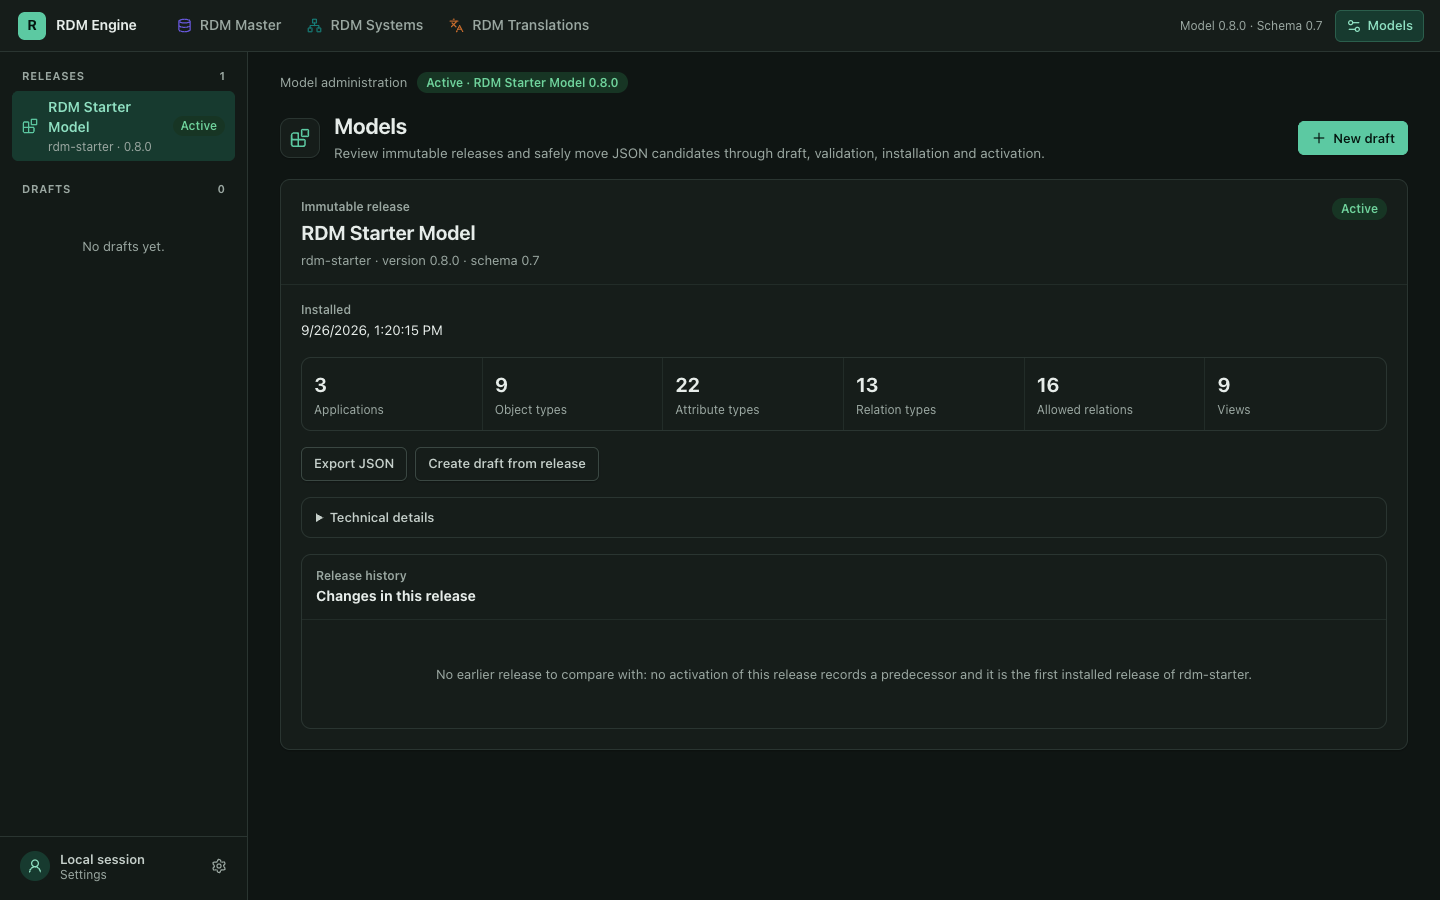 R RDM Engine
RDM Master
RDM Systems
RDM Translations
Model 0.8.0 · Schema 0.7
Models
RELEASES 1
RDM Starter
Model
Active
rdm-starter · 0.8.0
DRAFTS 0
No drafts yet.
Local session
Settings
Model administration
Active · RDM Starter Model 0.8.0
Models
Review immutable releases and safely move JSON candidates through draft, validation, installation and activation.
New draft
Immutable release
Active
RDM Starter Model
rdm-starter · version 0.8.0 · schema 0.7
Installed
9/26/2026, 1:20:15 PM
3
Applications
9
Object types
22
Attribute types
13
Relation types
16
Allowed relations
9
Views
Export JSON
Create draft from release
Technical details
Release history
Changes in this release
No earlier release to compare with: no activation of this release records a predecessor and it is the first installed release of rdm-starter.